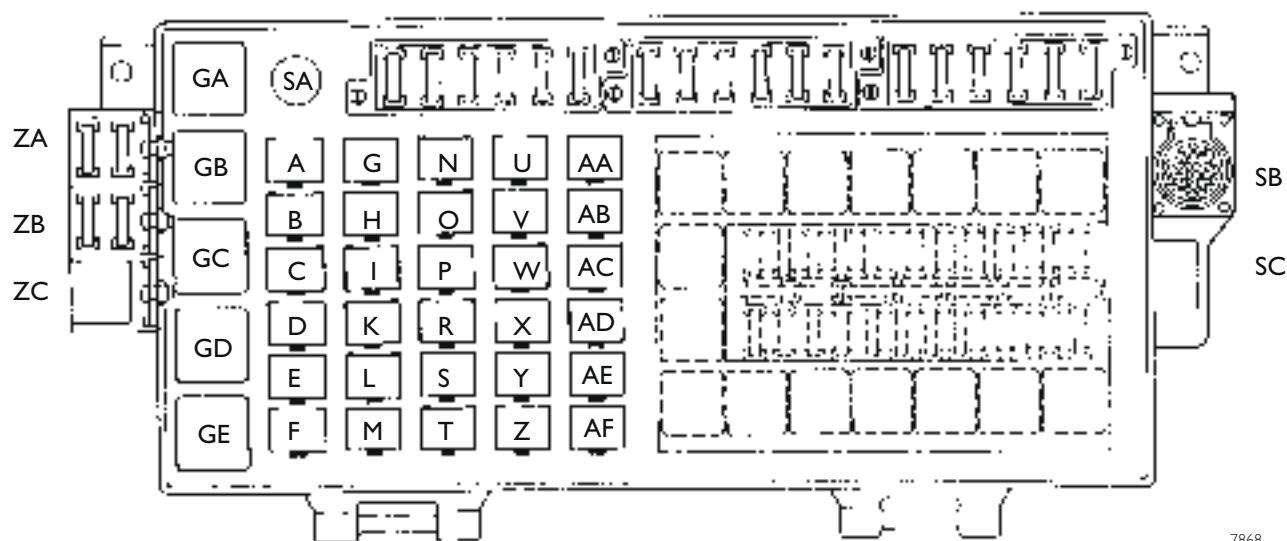 GA SA
ZA
GB A G N U AA
SB
ZB
B H O V AB
GC C I P W AC
SC
ZC
D K R X AD
GD
E L S Y AE
GE F M T Z AF
7868